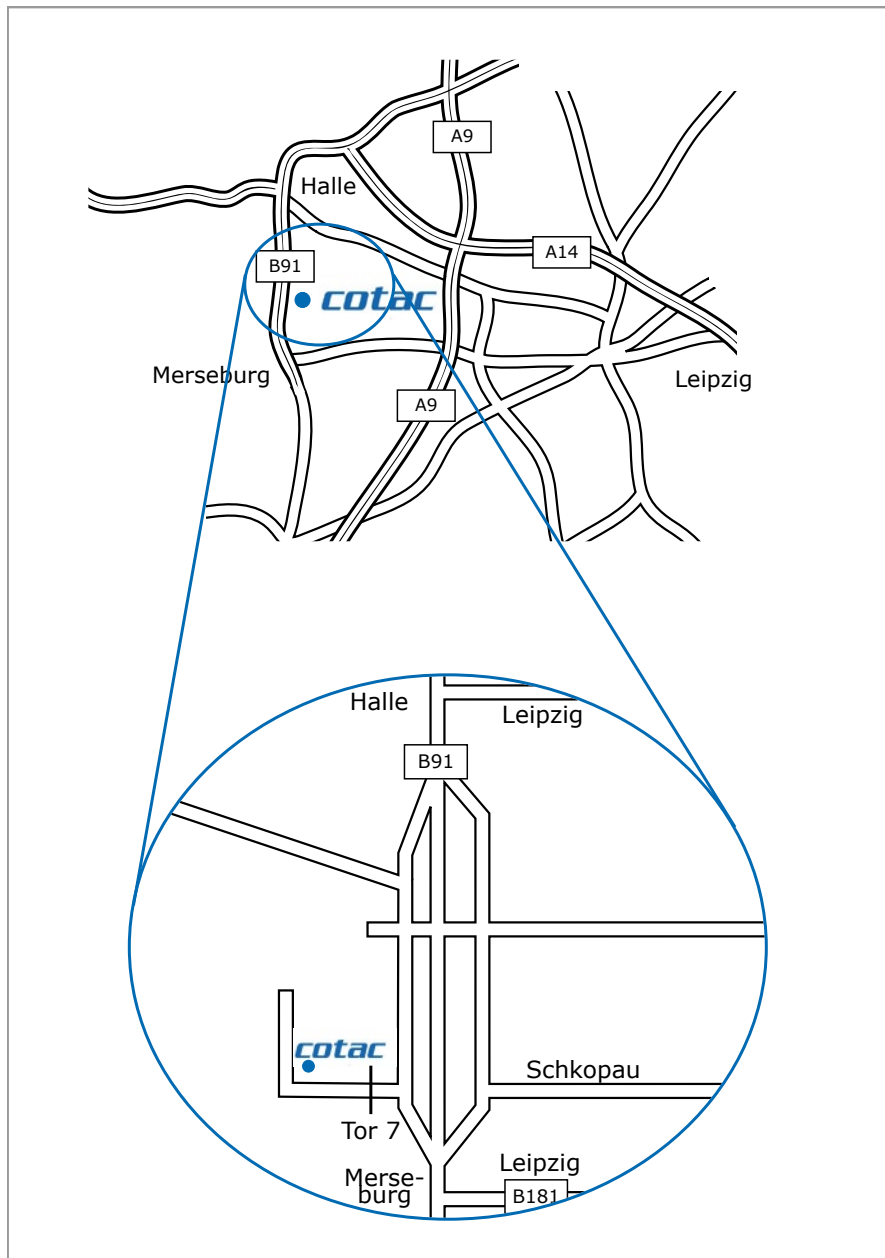 A9
Halle
A14
B91
cotac
Merseburg
Leipzig
A9
Halle
Leipzig
B91
cotac
Schkopau
Tor 7
Leipzig
Merse-
burg
B181